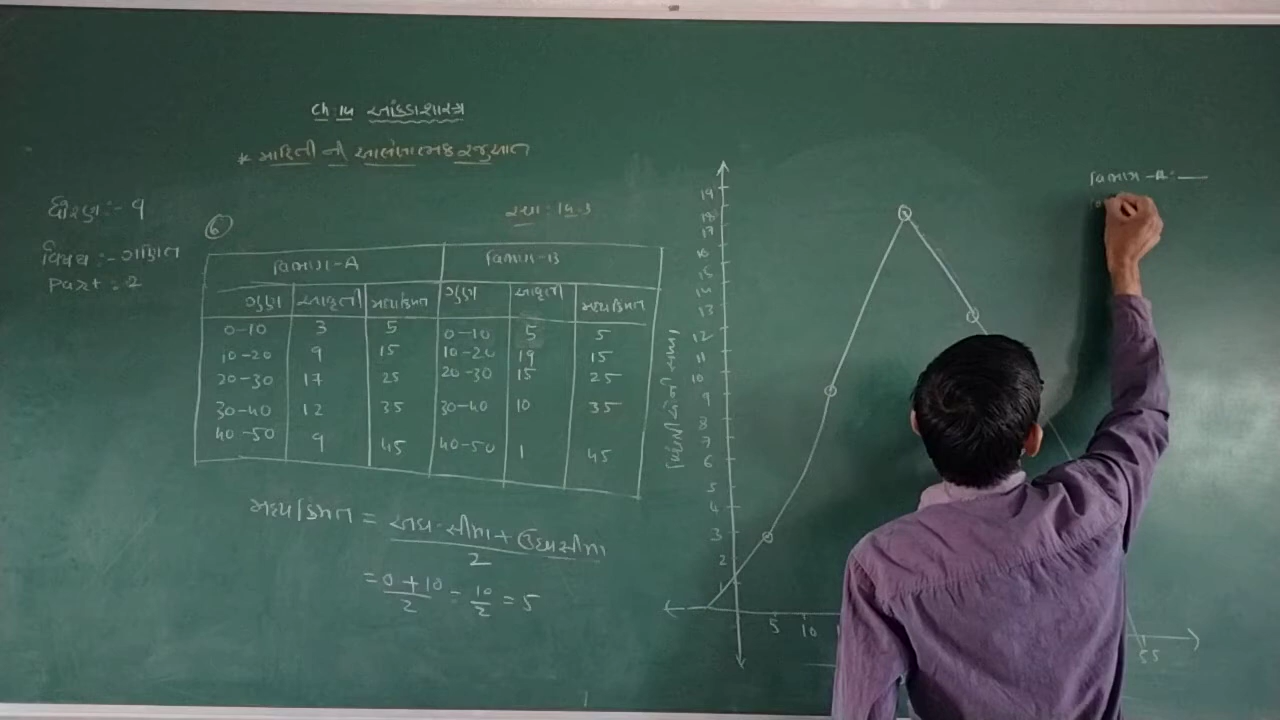 Ch: 14 આંકડાશાસ્ત્ર
* માહિતી નો આલેખાત્મક રજુઆત
ધોરણ :- 9
વિષય :- ગણિત
Part : 2
6
સ્વા : 14.3
વિભાગ-A વિભાગ-B
ગુણ આવૃત્તી મધ્યકિંમત ગુણ આવૃત્તી મધ્યકિંમત
0-10 3 5 0-10 5 5
10-20 9 15 10-20 19 15
20-30 17 25 20-30 15 25
30-40 12 35 30-40 10 35
40-50 9 45 40-50 1 45
મધ્યકિંમત = અધઃસીમા + ઉર્ધ્વસીમા
2
= 0 + 10 = 10 = 5
2 2
વિભાગ -A :
19
18
17
16
15
14
13
12
11
10
9
8
7
6
5
4
3
2
1
5 10 55